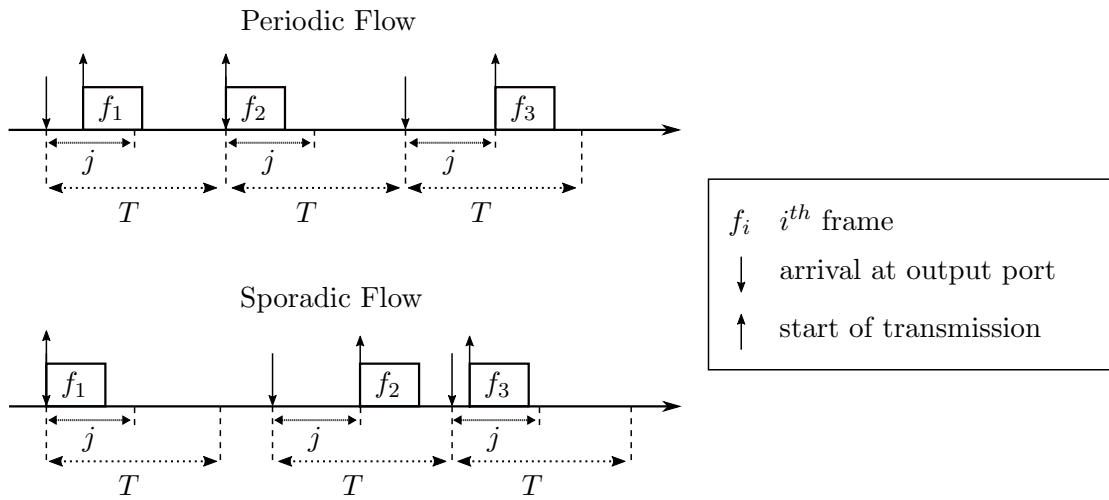 Periodic Flow
f₁ f₂ f₃
j j j
T T T
Sporadic Flow
f₁ f₂ f₃
j j j
T T T
fᵢ iᵗʰ frame
arrival at output port
start of transmission